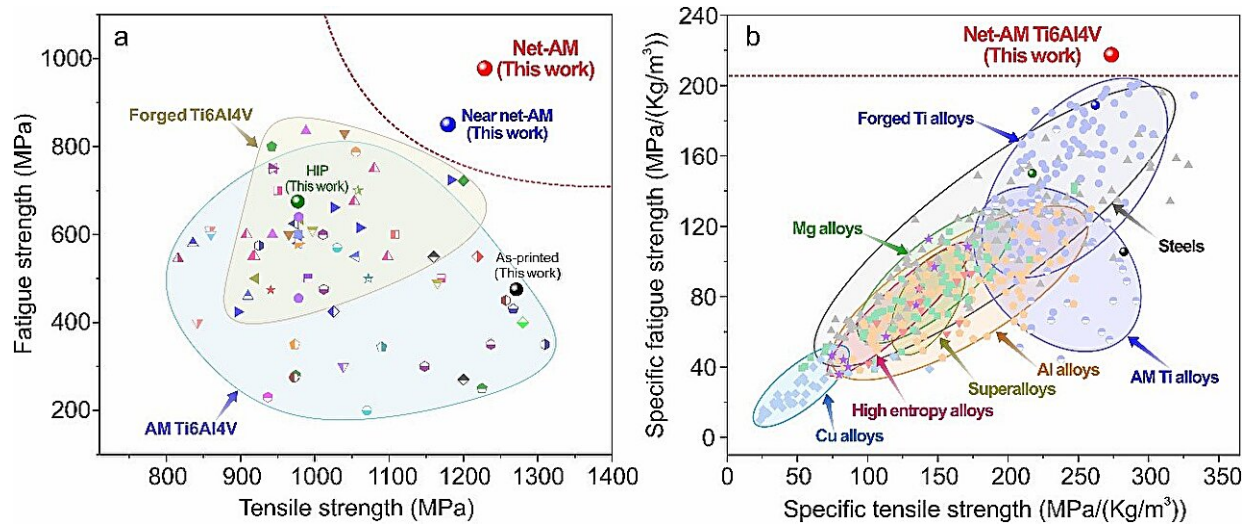 a
Net-AM
(This work)
Near net-AM
(This work)
Forged Ti6Al4V
HIP
(This work)
As-printed
(This work)
AM Ti6Al4V
Fatigue strength (MPa)
1000
800
600
400
200
800 900 1000 1100 1200 1300 1400
Tensile strength (MPa)
b
Net-AM Ti6Al4V
(This work)
Forged Ti alloys
Mg alloys
Steels
AM Ti alloys
Al alloys
Superalloys
High entropy alloys
Cu alloys
Specific fatigue strength (MPa/(Kg/m³))
240
200
160
120
80
40
0
0 50 100 150 200 250 300 350
Specific tensile strength (MPa/(Kg/m³))